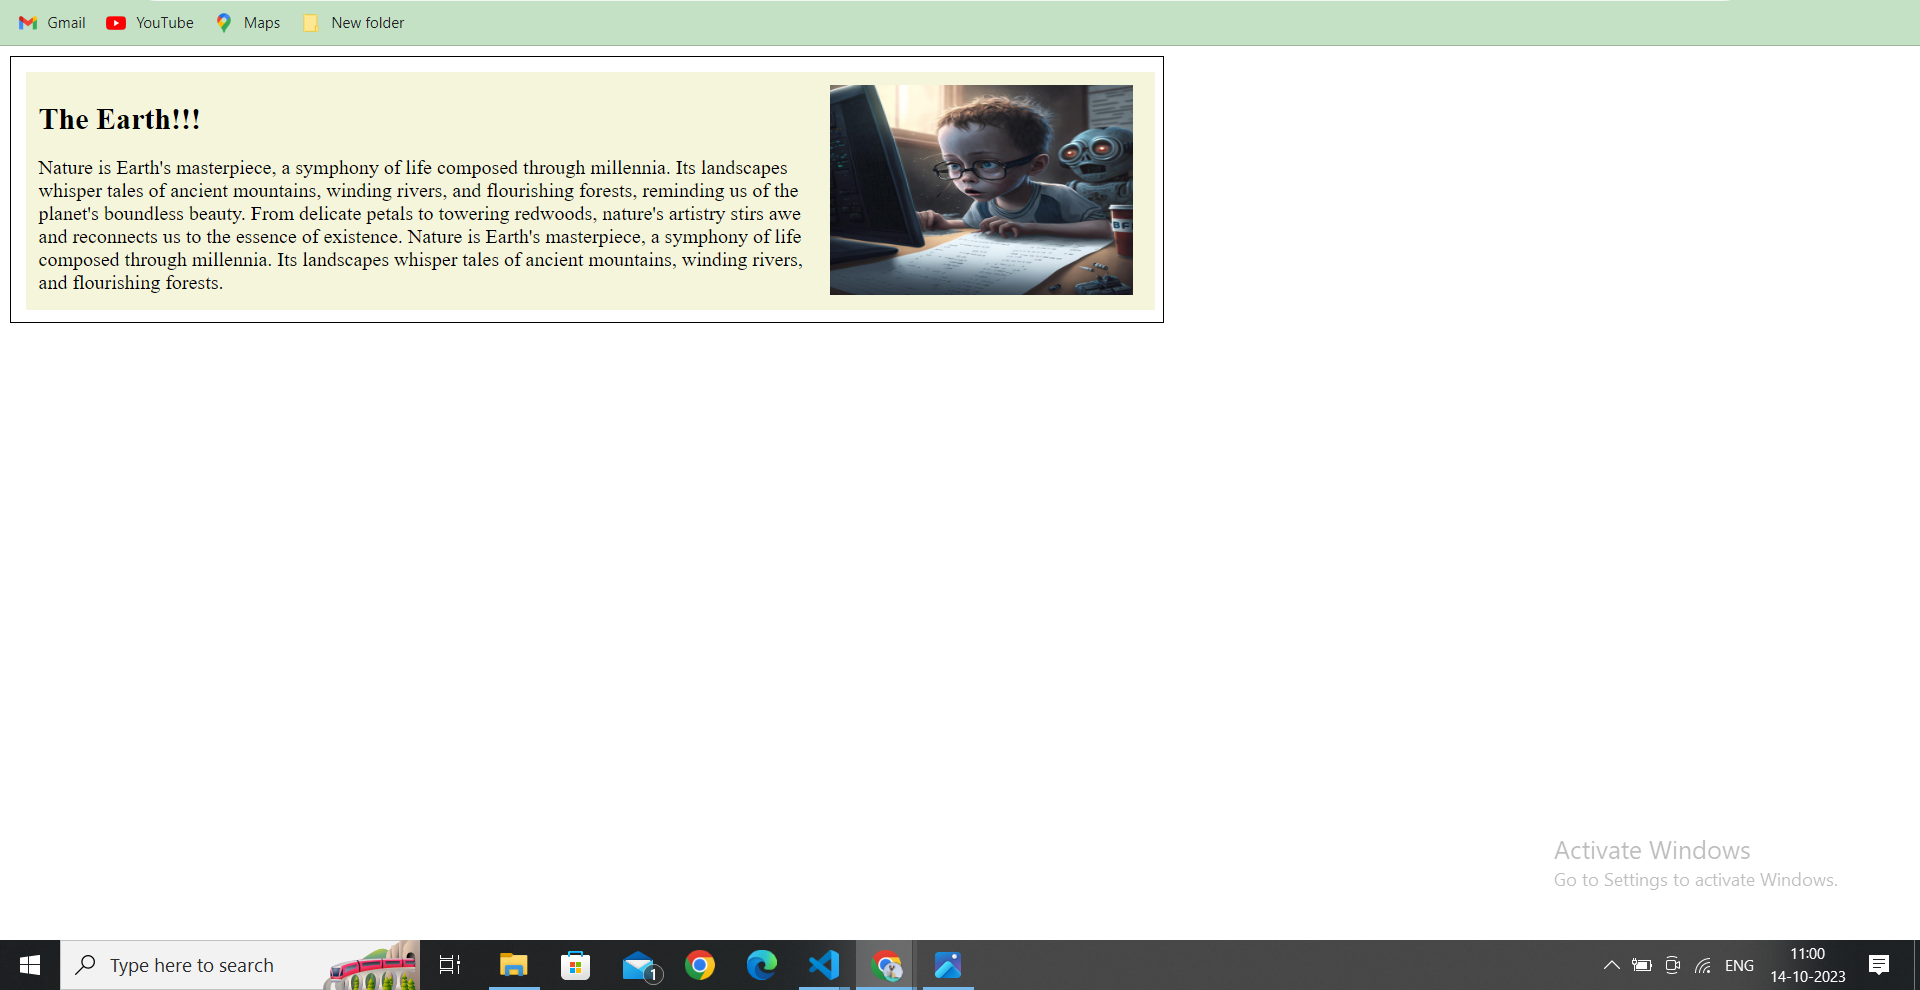 Gmail YouTube Maps New folder
The Earth!!!
Nature is Earth's masterpiece, a symphony of life composed through millennia. Its landscapes
whisper tales of ancient mountains, winding rivers, and flourishing forests, reminding us of the
planet's boundless beauty. From delicate petals to towering redwoods, nature's artistry stirs awe
and reconnects us to the essence of existence. Nature is Earth's masterpiece, a symphony of life
composed through millennia. Its landscapes whisper tales of ancient mountains, winding rivers,
and flourishing forests.
BF
Activate Windows
Go to Settings to activate Windows.
Type here to search
1
ENG
11:00
14-10-2023